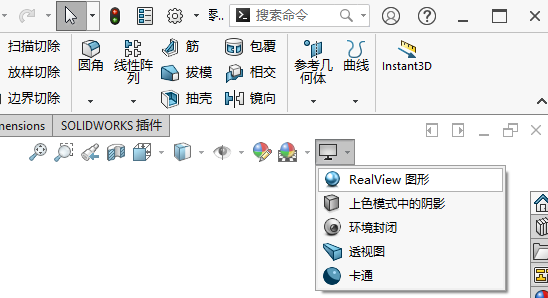 零... 搜索命令 ?
扫描切除 圆角 线性阵列 筋 包覆 参考几何体 曲线 Instant3D
放样切除 拔模 相交
边界切除 抽壳 镜向
mensions SOLIDWORKS 插件
RealView 图形
上色模式中的阴影
环境封闭
透视图
卡通